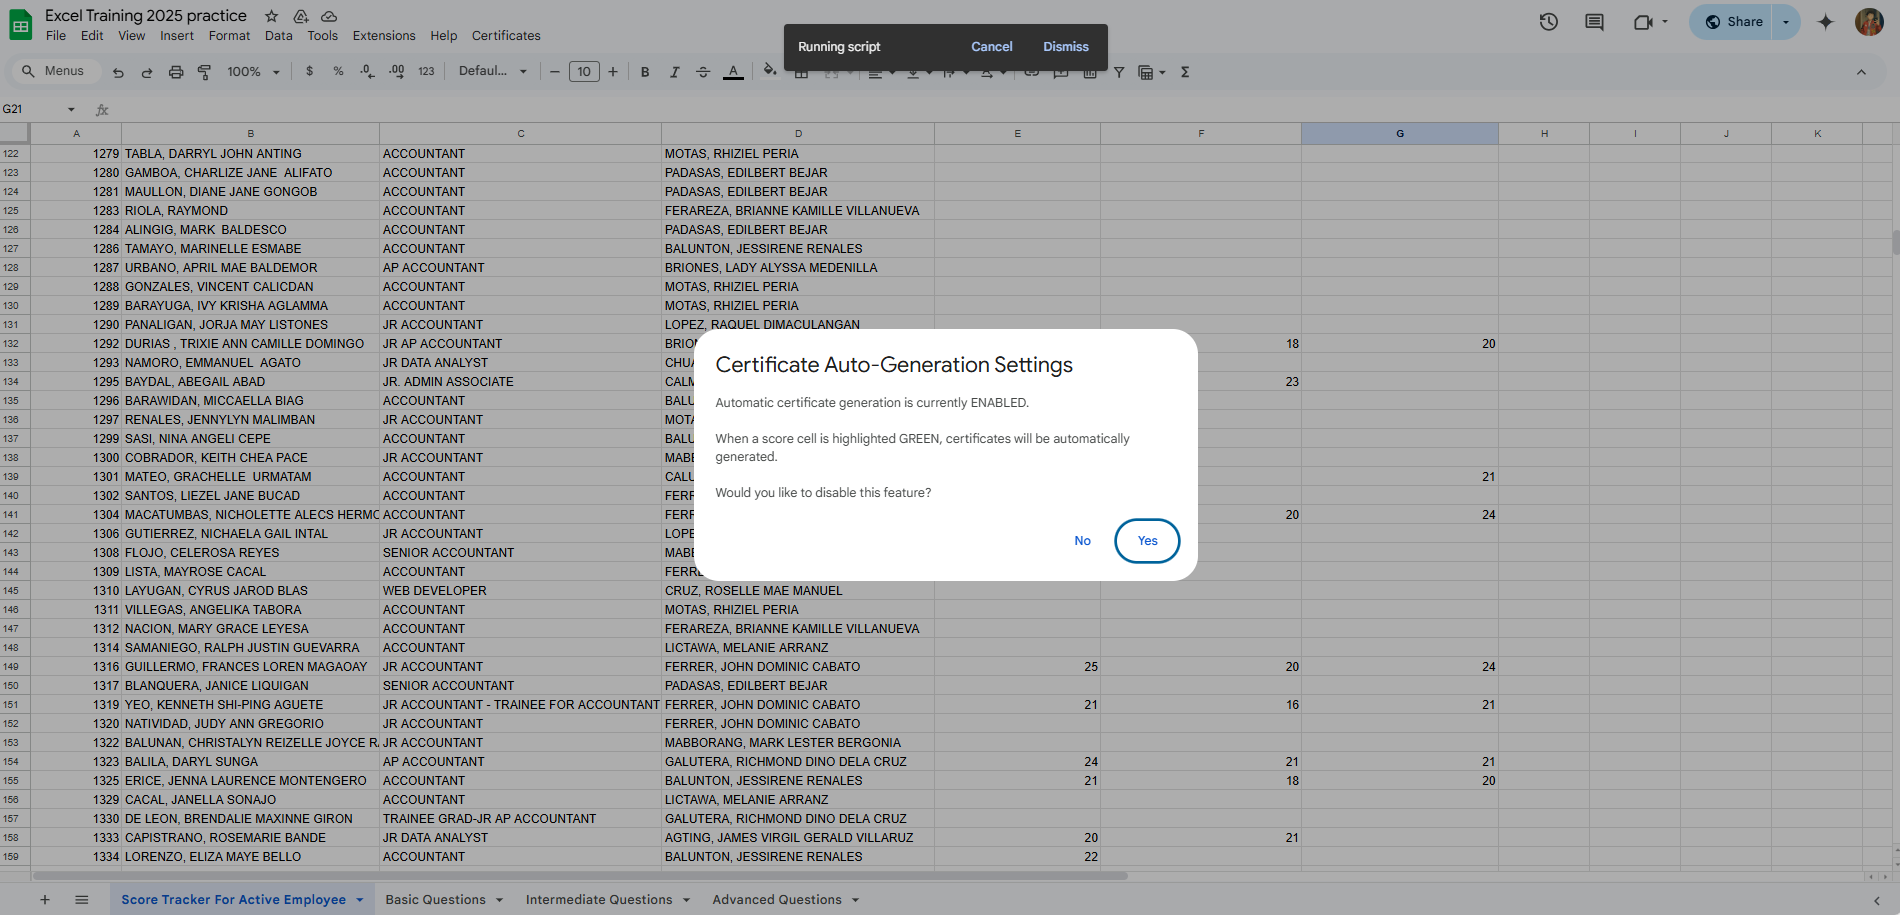 Excel Training 2025 practice
File Edit View Insert Format Data Tools Extensions Help Certificates
Running script Cancel Dismiss
Share
Menus 100% $ % .0 .00 123 Defaul... 10 B I A Σ
G21 fx
A B C D E F G H I J K
122 1279 TABLA, DARRYL JOHN ANTING ACCOUNTANT MOTAS, RHIZIEL PERIA
123 1280 GAMBOA, CHARLIZE JANE ALIFATO ACCOUNTANT PADASAS, EDILBERT BEJAR
124 1281 MAULLON, DIANE JANE GONGOB ACCOUNTANT PADASAS, EDILBERT BEJAR
125 1283 RIOLA, RAYMOND ACCOUNTANT FERAREZA, BRIANNE KAMILLE VILLANUEVA
126 1284 ALINGIG, MARK BALDESCO ACCOUNTANT PADASAS, EDILBERT BEJAR
127 1286 TAMAYO, MARINELLE ESMABE ACCOUNTANT BALUNTON, JESSIRENE RENALES
128 1287 URBANO, APRIL MAE BALDEMOR AP ACCOUNTANT BRIONES, LADY ALYSSA MEDENILLA
129 1288 GONZALES, VINCENT CALICDAN ACCOUNTANT MOTAS, RHIZIEL PERIA
130 1289 BARAYUGA, IVY KRISHA AGLAMMA ACCOUNTANT MOTAS, RHIZIEL PERIA
131 1290 PANALIGAN, JORJA MAY LISTONES JR ACCOUNTANT LOPEZ, RAQUEL DIMACULANGAN
132 1292 DURIAS , TRIXIE ANN CAMILLE DOMINGO JR AP ACCOUNTANT BRIO 18 20
133 1293 NAMORO, EMMANUEL AGATO JR DATA ANALYST CHUA
134 1295 BAYDAL, ABEGAIL ABAD JR. ADMIN ASSOCIATE CALM 23
135 1296 BARAWIDAN, MICCAELLA BIAG ACCOUNTANT BALU
136 1297 RENALES, JENNYLYN MALIMBAN JR ACCOUNTANT MOTA
137 1299 SASI, NINA ANGELI CEPE ACCOUNTANT BALU
138 1300 COBRADOR, KEITH CHEA PACE JR ACCOUNTANT MABB
139 1301 MATEO, GRACHELLE URMATAM ACCOUNTANT CALU 21
140 1302 SANTOS, LIEZEL JANE BUCAD ACCOUNTANT FERR
141 1304 MACATUMBAS, NICHOLETTE ALECS HERMO ACCOUNTANT FERR 20 24
142 1306 GUTIERREZ, NICHAELA GAIL INTAL JR ACCOUNTANT LOPE
143 1308 FLOJO, CELEROSA REYES SENIOR ACCOUNTANT MABB
144 1309 LISTA, MAYROSE CACAL ACCOUNTANT FERRE
145 1310 LAYUGAN, CYRUS JAROD BLAS WEB DEVELOPER CRUZ, ROSELLE MAE MANUEL
146 1311 VILLEGAS, ANGELIKA TABORA ACCOUNTANT MOTAS, RHIZIEL PERIA
147 1312 NACION, MARY GRACE LEYESA ACCOUNTANT FERAREZA, BRIANNE KAMILLE VILLANUEVA
148 1314 SAMANIEGO, RALPH JUSTIN GUEVARRA ACCOUNTANT LICTAWA, MELANIE ARRANZ
149 1316 GUILLERMO, FRANCES LOREN MAGAOAY JR ACCOUNTANT FERRER, JOHN DOMINIC CABATO 25 20 24
150 1317 BLANQUERA, JANICE LIQUIGAN SENIOR ACCOUNTANT PADASAS, EDILBERT BEJAR
151 1319 YEO, KENNETH SHI-PING AGUETE JR ACCOUNTANT - TRAINEE FOR ACCOUNTANT FERRER, JOHN DOMINIC CABATO 21 16 21
152 1320 NATIVIDAD, JUDY ANN GREGORIO JR ACCOUNTANT FERRER, JOHN DOMINIC CABATO
153 1322 BALUNAN, CHRISTALYN REIZELLE JOYCE R JR ACCOUNTANT MABBORANG, MARK LESTER BERGONIA
154 1323 BALILA, DARYL SUNGA AP ACCOUNTANT GALUTERA, RICHMOND DINO DELA CRUZ 24 21 21
155 1325 ERICE, JENNA LAURENCE MONTENGERO ACCOUNTANT BALUNTON, JESSIRENE RENALES 21 18 20
156 1329 CACAL, JANELLA SONAJO ACCOUNTANT LICTAWA, MELANIE ARRANZ
157 1330 DE LEON, BRENDALIE MAXINNE GIRON TRAINEE GRAD-JR AP ACCOUNTANT GALUTERA, RICHMOND DINO DELA CRUZ
158 1333 CAPISTRANO, ROSEMARIE BANDE JR DATA ANALYST AGTING, JAMES VIRGIL GERALD VILLARUZ 20 21
159 1334 LORENZO, ELIZA MAYE BELLO ACCOUNTANT BALUNTON, JESSIRENE RENALES 22
Certificate Auto-Generation Settings
Automatic certificate generation is currently ENABLED.
When a score cell is highlighted GREEN, certificates will be automatically
generated.
Would you like to disable this feature?
No Yes
Score Tracker For Active Employee Basic Questions Intermediate Questions Advanced Questions